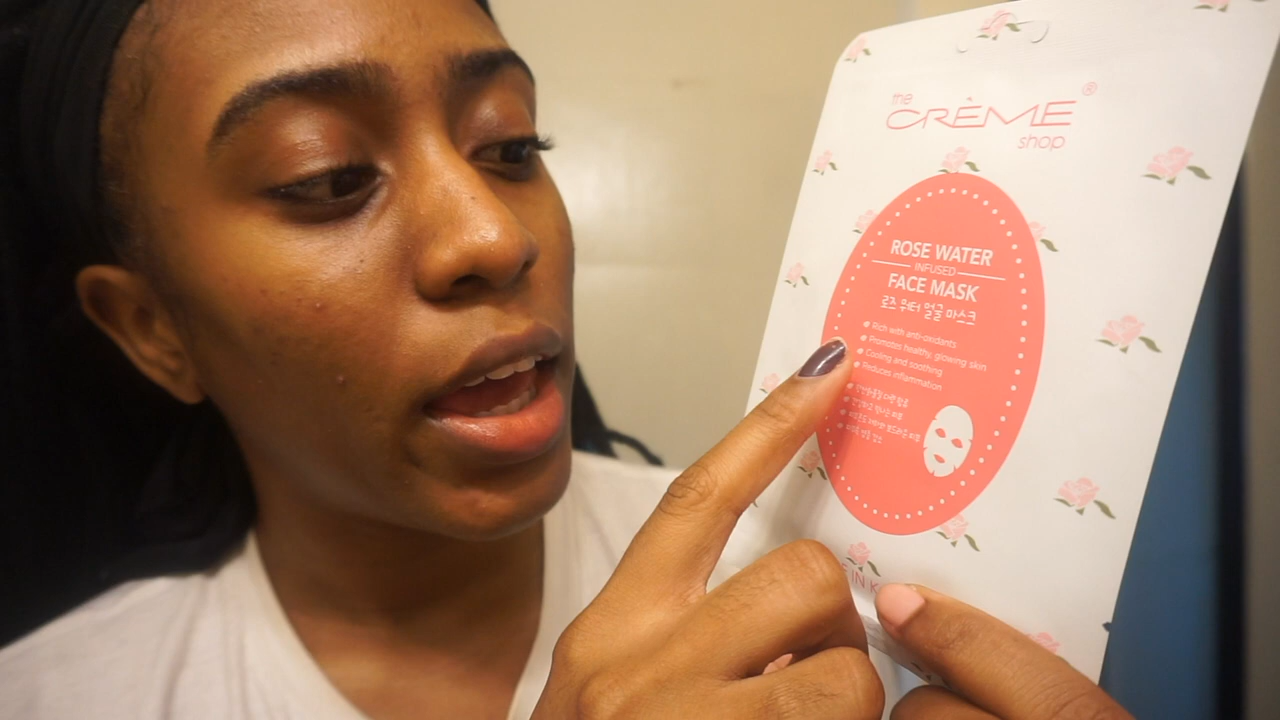 the
CRÈME ®
shop
ROSE WATER
INFUSED
FACE MASK
로즈 워터 얼굴 마스크
Rich with anti-oxidants
Promotes healthy, glowing skin
Cooling and soothing
Reduces inflammation
IN K